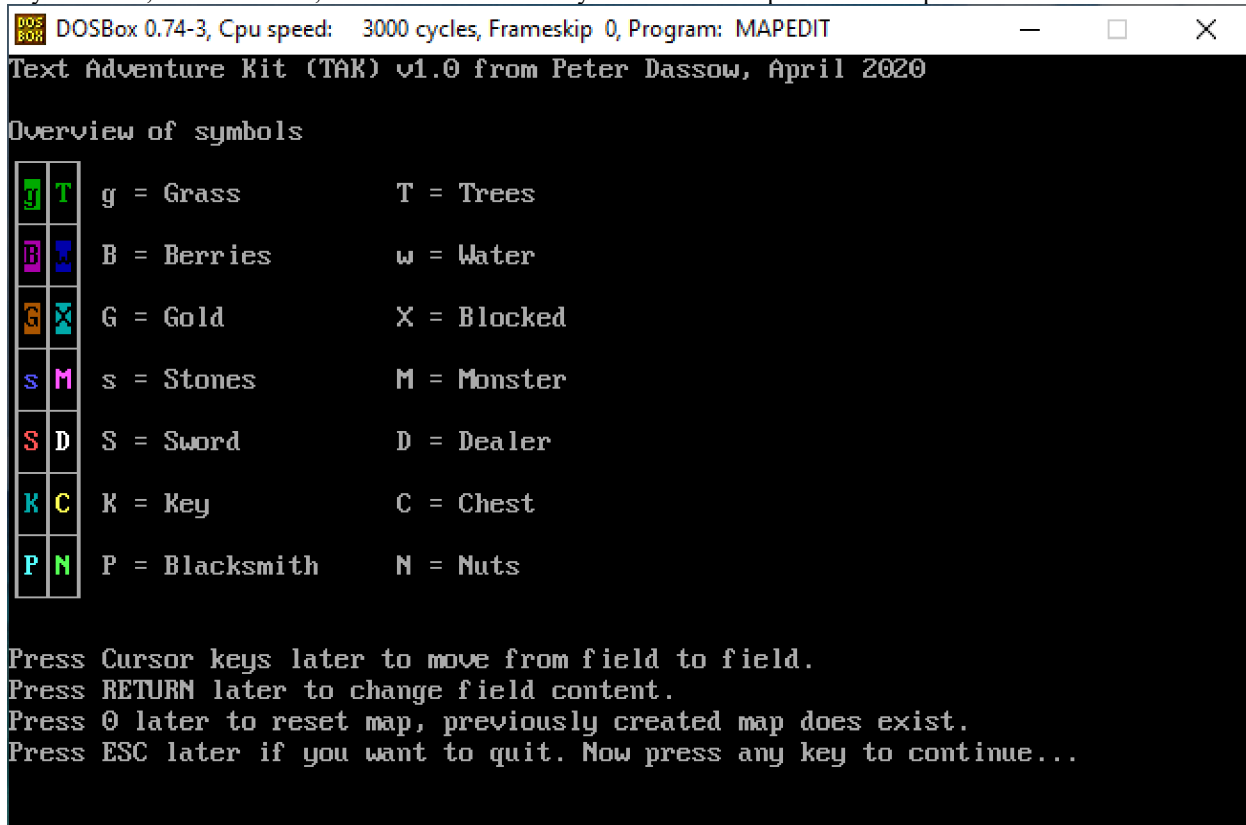 DOSBox 0.74-3, Cpu speed: 3000 cycles, Frameskip 0, Program: MAPEDIT
Text Adventure Kit (TAK) v1.0 from Peter Dassow, April 2020
Overview of symbols
g T g = Grass T = Trees
B w B = Berries w = Water
G X G = Gold X = Blocked
s M s = Stones M = Monster
S D S = Sword D = Dealer
K C K = Key C = Chest
P N P = Blacksmith N = Nuts
Press Cursor keys later to move from field to field.
Press RETURN later to change field content.
Press 0 later to reset map, previously created map does exist.
Press ESC later if you want to quit. Now press any key to continue...